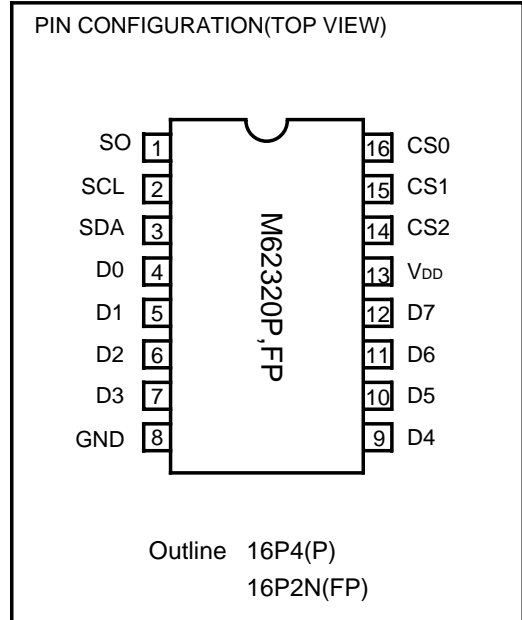 PIN CONFIGURATION(TOP VIEW)
SO 1 16 CS0
SCL 2 15 CS1
SDA 3 14 CS2
D0 4 13 VDD
D1 5 12 D7
D2 6 11 D6
D3 7 10 D5
GND 8 9 D4
M62320P,FP
Outline 16P4(P)
16P2N(FP)